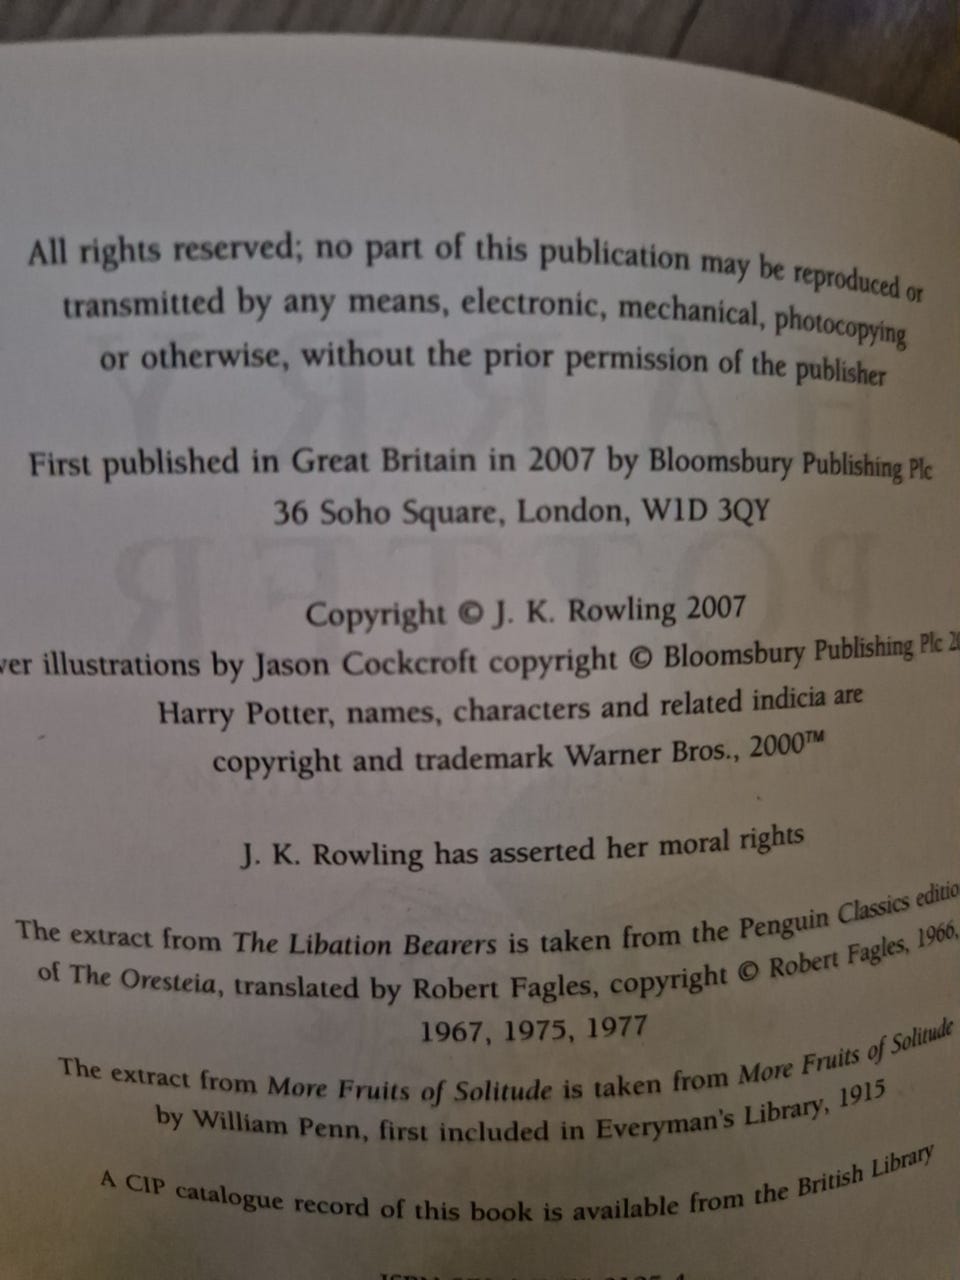 All rights reserved; no part of this publication may be reproduced or
transmitted by any means, electronic, mechanical, photocopying
or otherwise, without the prior permission of the publisher
First published in Great Britain in 2007 by Bloomsbury Publishing Plc
36 Soho Square, London, W1D 3QY
Copyright © J. K. Rowling 2007
ver illustrations by Jason Cockcroft copyright © Bloomsbury Publishing Plc 20
Harry Potter, names, characters and related indicia are
copyright and trademark Warner Bros., 2000™
J. K. Rowling has asserted her moral rights
The extract from The Libation Bearers is taken from the Penguin Classics editio
of The Oresteia, translated by Robert Fagles, copyright © Robert Fagles, 1966,
1967, 1975, 1977
The extract from More Fruits of Solitude is taken from More Fruits of Solitude
by William Penn, first included in Everyman's Library, 1915
A CIP catalogue record of this book is available from the British Library